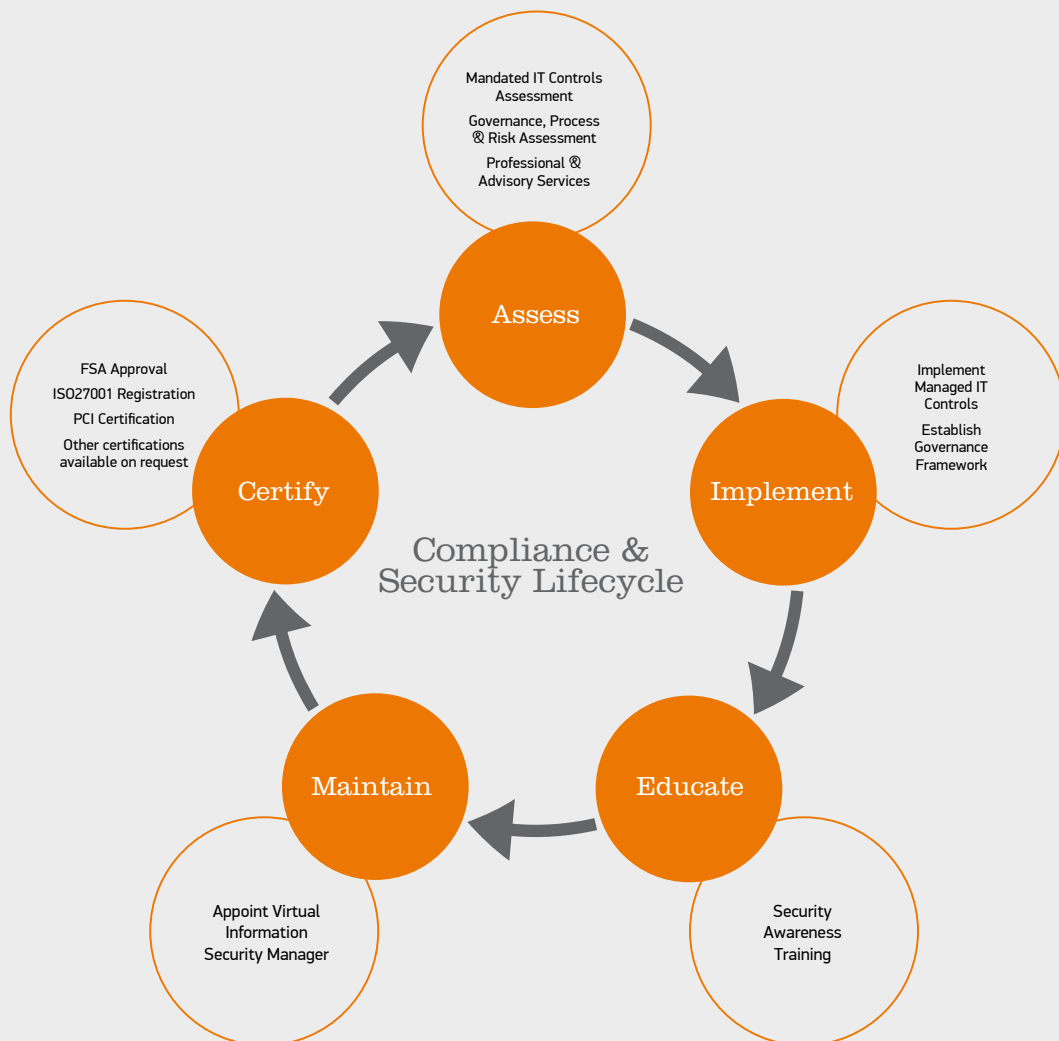 Mandated IT Controls
Assessment
Governance, Process
& Risk Assessment
Professional &
Advisory Services
Assess
FSA Approval
ISO27001 Registration
PCI Certification
Other certifications
available on request
Certify
Implement
Managed IT
Controls
Establish
Governance
Framework
Implement
Compliance &
Security Lifecycle
Maintain
Educate
Appoint Virtual
Information
Security Manager
Security
Awareness
Training